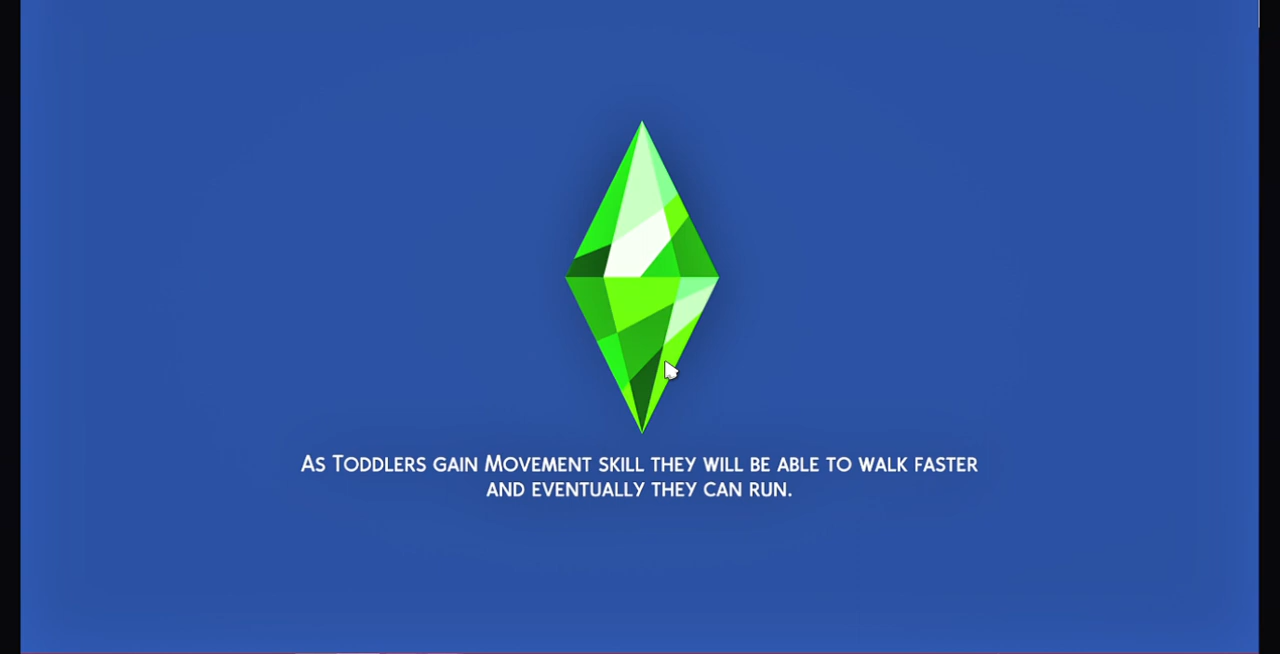 As Toddlers gain Movement skill they will be able to walk faster
and eventually they can run.